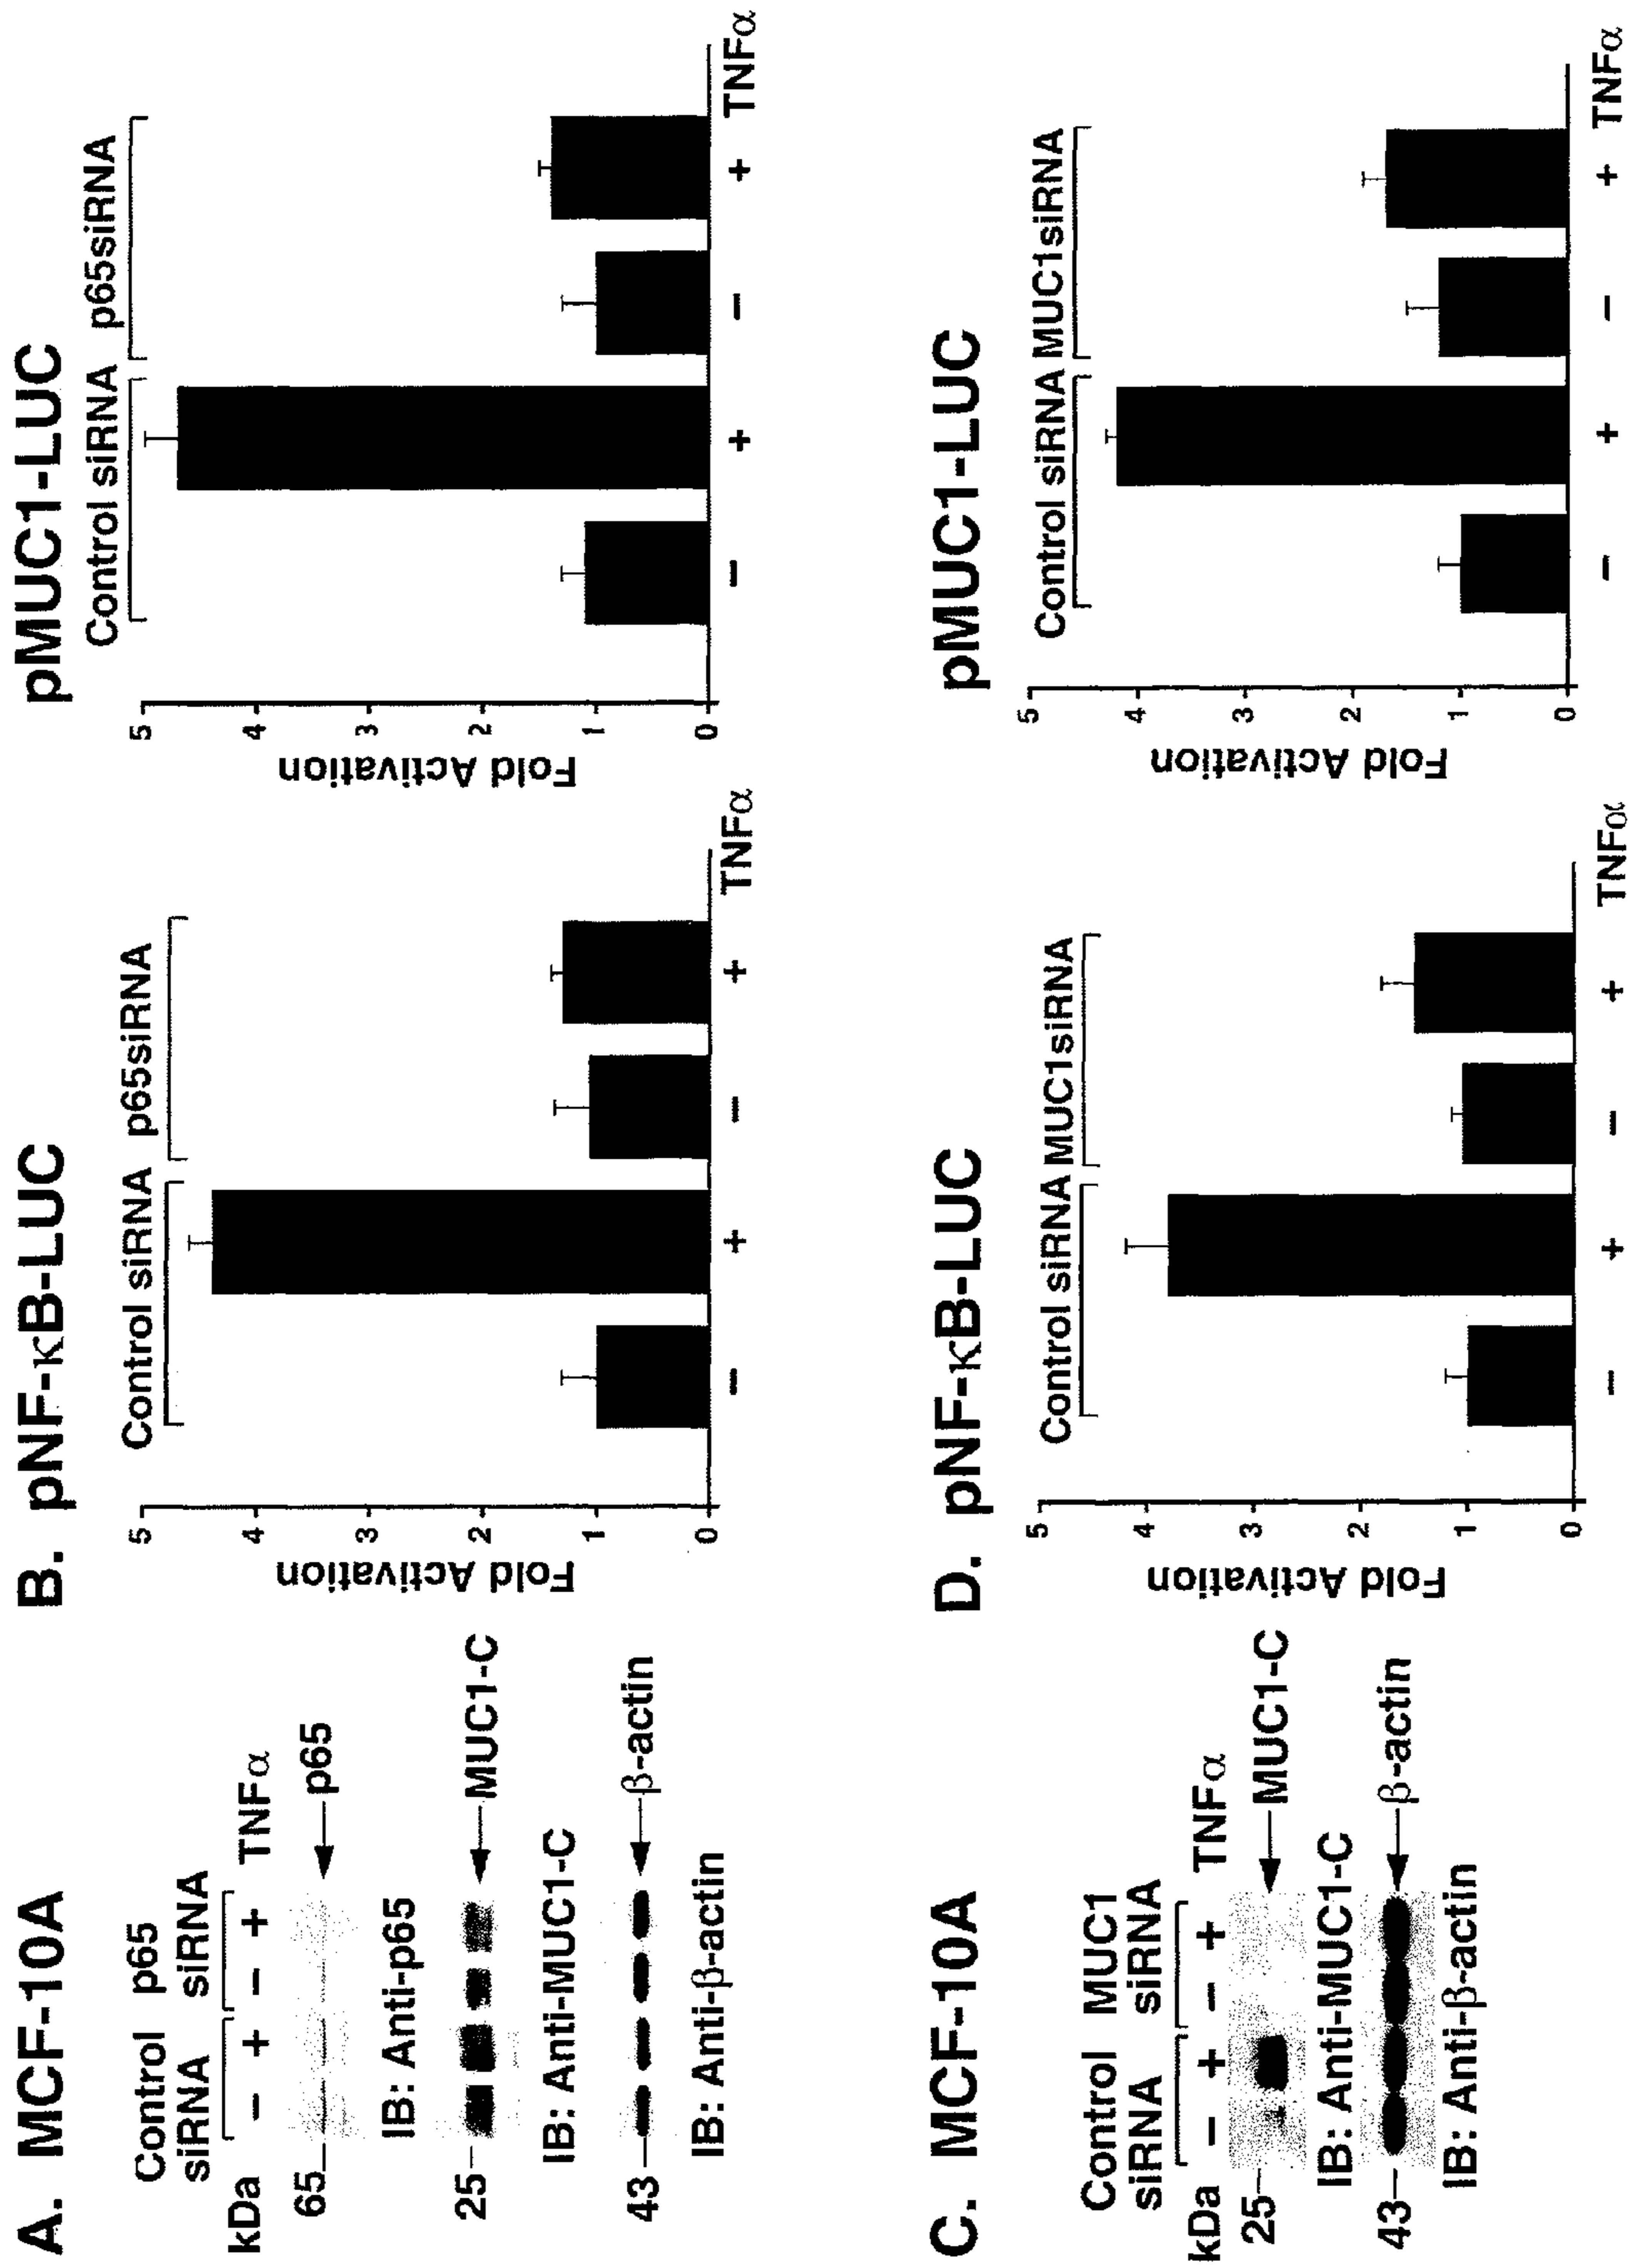 A. MCF-10A
Control p65
siRNA siRNA
kDa − + − + TNFα
65 p65
IB: Anti-p65
25 MUC1-C
IB: Anti-MUC1-C
43 β-actin
IB: Anti-β-actin
B. pNF-κB-LUC
Control siRNA p65siRNA
Fold Activation
5
4
3
2
1
0
− + − + TNFα
pMUC1-LUC
Control siRNA p65siRNA
Fold Activation
5
4
3
2
1
0
− + − + TNFα
C. MCF-10A
Control MUC1
siRNA siRNA
kDa − + − + TNFα
25 MUC1-C
IB: Anti-MUC1-C
43 β-actin
IB: Anti-β-actin
D. pNF-κB-LUC
Control siRNA MUC1siRNA
Fold Activation
5
4
3
2
1
0
− + − + TNFα
pMUC1-LUC
Control siRNA MUC1siRNA
Fold Activation
5
4
3
2
1
0
− + − + TNFα